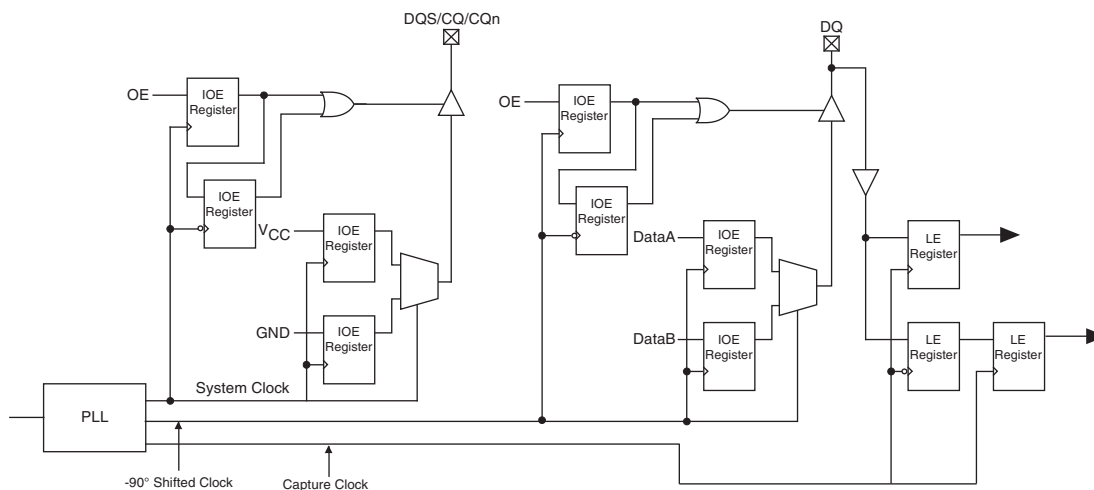 DQS/CQ/CQn
DQ
OE
IOE
Register
OE
IOE
Register
IOE
Register
IOE
Register
VCC
IOE
Register
DataA
IOE
Register
LE
Register
GND
IOE
Register
DataB
IOE
Register
LE
Register
LE
Register
System Clock
PLL
-90° Shifted Clock
Capture Clock